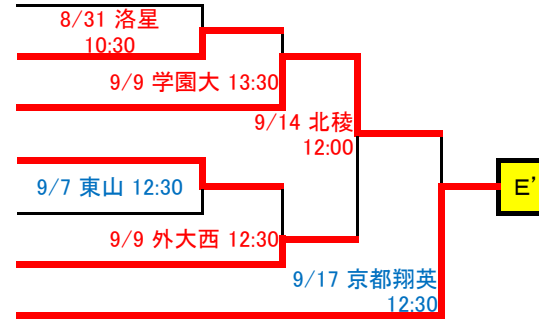 8/31 洛星
10:30
9/9 学園大 13:30
9/14 北稜
12:00
9/7 東山 12:30
E’
9/9 外大西 12:30
9/17 京都翔英
12:30